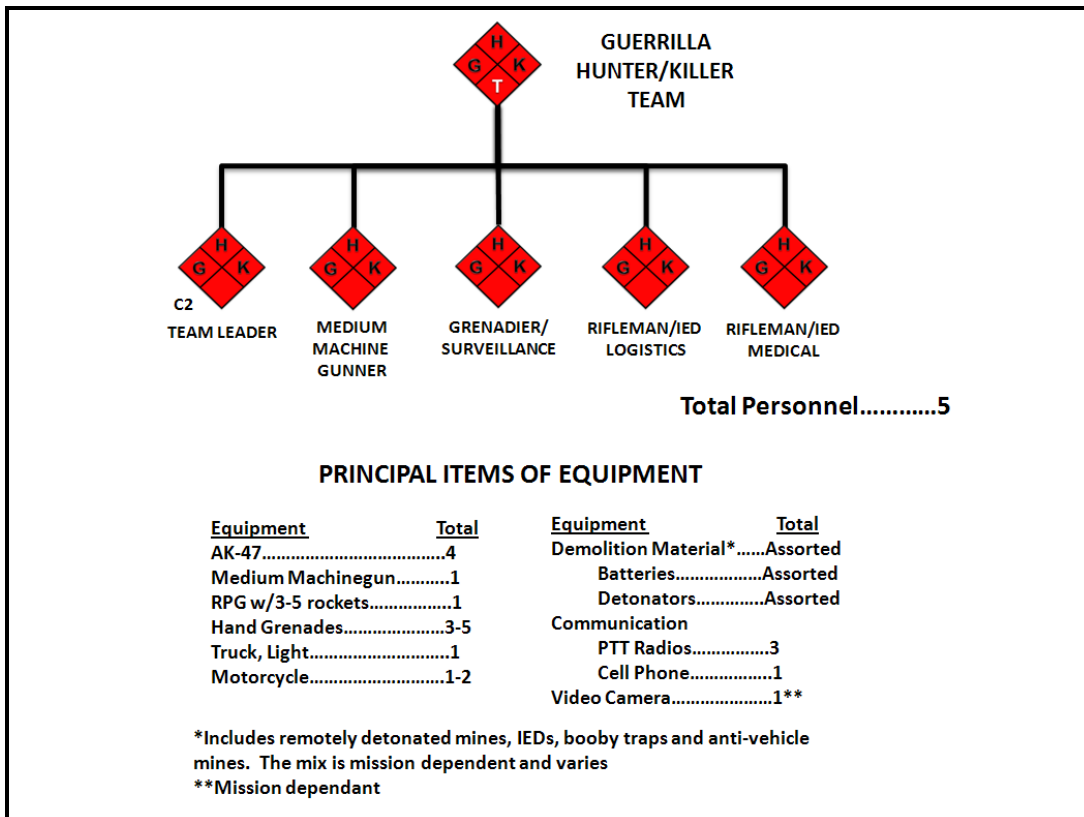 H
G K
T
GUERRILLA
HUNTER/KILLER
TEAM
H
G K
H
G K
H
G K
H
G K
H
G K
C2
TEAM LEADER
MEDIUM
MACHINE
GUNNER
GRENADIER/
SURVEILLANCE
RIFLEMAN/IED
LOGISTICS
RIFLEMAN/IED
MEDICAL
Total Personnel............5
PRINCIPAL ITEMS OF EQUIPMENT
Equipment Total
AK-47.....................................4
Medium Machinegun...........1
RPG w/3-5 rockets................1
Hand Grenades....................3-5
Truck, Light............................1
Motorcycle...........................1-2
Equipment Total
Demolition Material*......Assorted
Batteries.................Assorted
Detonators..............Assorted
Communication
PTT Radios...............3
Cell Phone................1
Video Camera.....................1**
*Includes remotely detonated mines, IEDs, booby traps and anti-vehicle
mines. The mix is mission dependent and varies
**Mission dependant